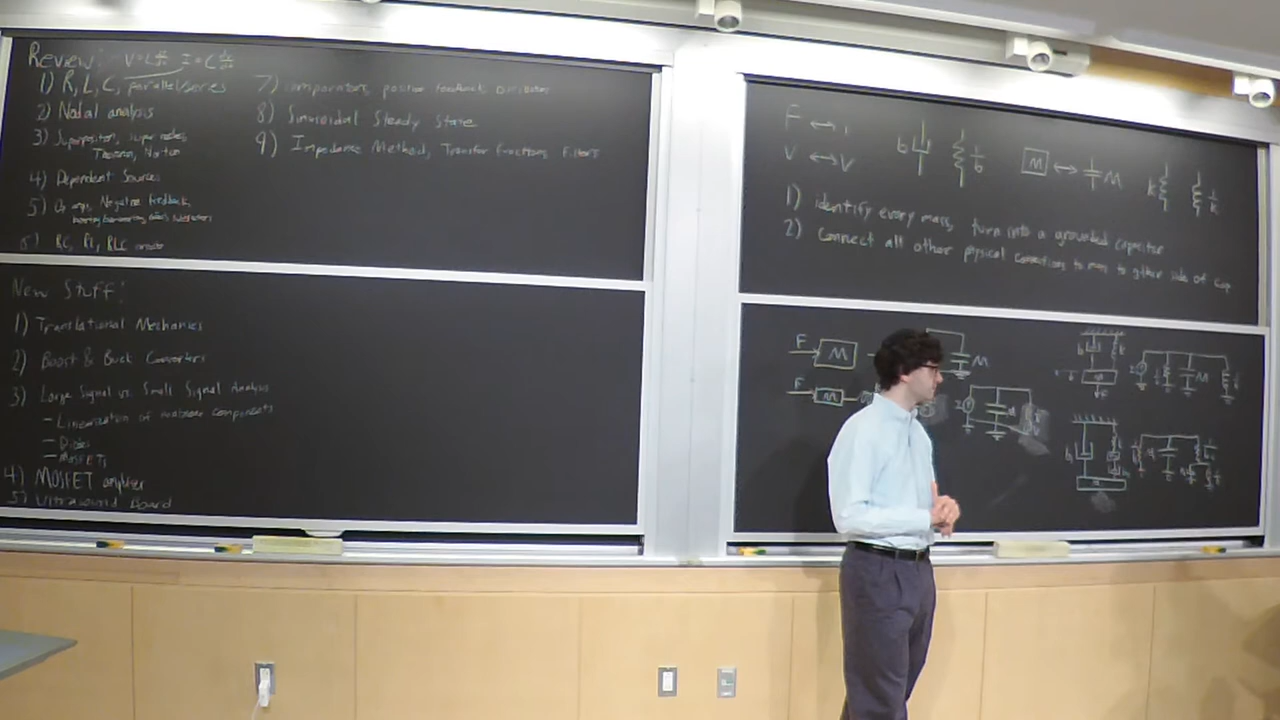 Review: V=L di/dt I=C dv/dt
1) R, L, C, parallel/series
2) Nodal analysis
3) Superposition, super nodes
Thevenin, Norton
4) Dependent Sources
5) Op amps, Negative Feedback,
6) RC, RL, RLC circuits
7) comparators, positive feedback, oscillators
8) Sinusoidal Steady State
9) Impedance Method, Transfer functions, Filters
New Stuff!
1) Translational Mechanics
2) Boost & Buck Converters
3) Large Signal vs. Small Signal Analysis
- Linearization of nonlinear components
- Diodes
- MOSFETs
4) MOSFET amplifier
5) Ultrasound Board
F ↔ i
V ↔ V
b 1/b M ↔ M k 1/k
1) identify every mass, turn into a grounded capacitor
2) Connect all other physical connections to mass to other side of cap
F M M
F M